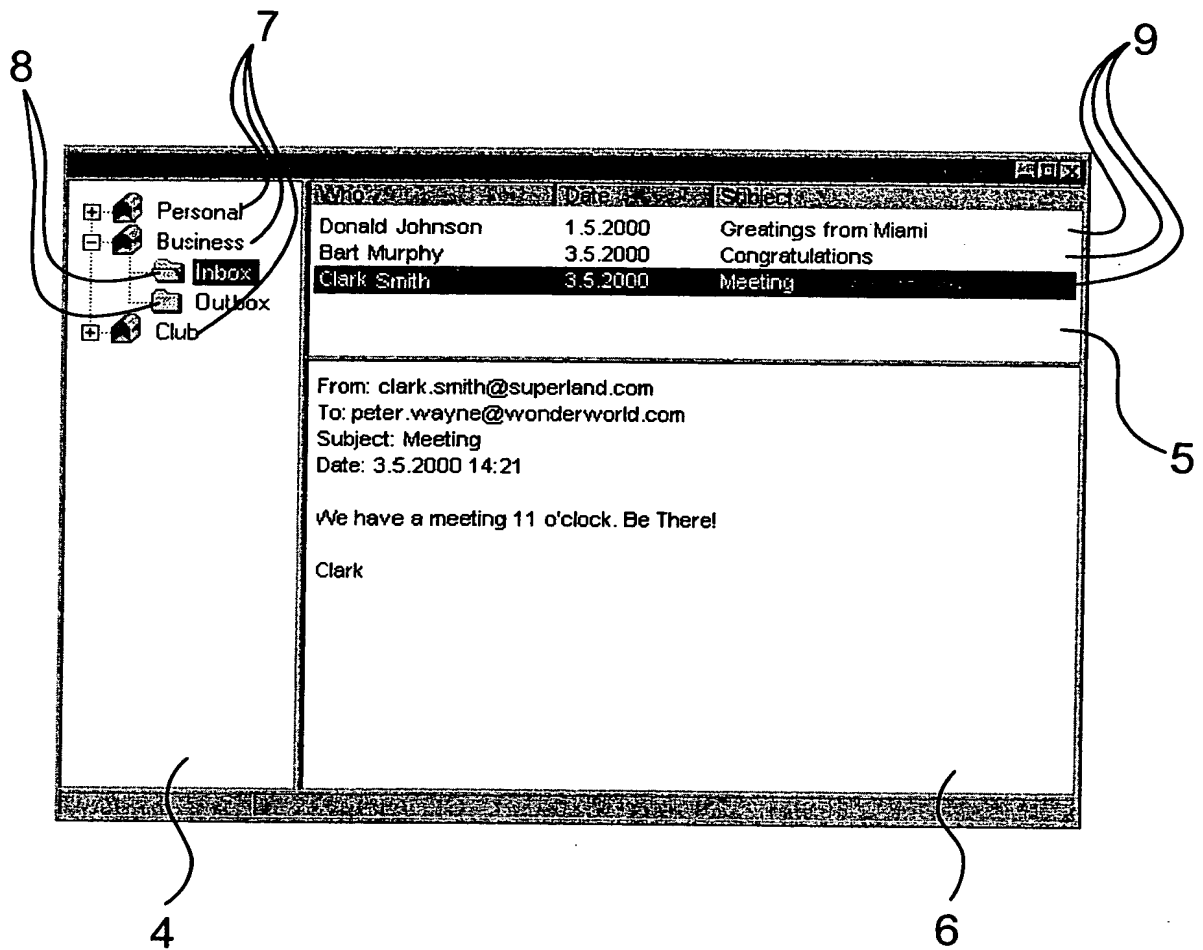 7
8
9
Personal
Business
Inbox
Outbox
Club
Who Date Subject
Donald Johnson 1.5.2000 Greatings from Miami
Bart Murphy 3.5.2000 Congratulations
Clark Smith 3.5.2000 Meeting
5
From: clark.smith@superland.com
To: peter.wayne@wonderworld.com
Subject: Meeting
Date: 3.5.2000 14:21
We have a meeting 11 o'clock. Be There!
Clark
4
6